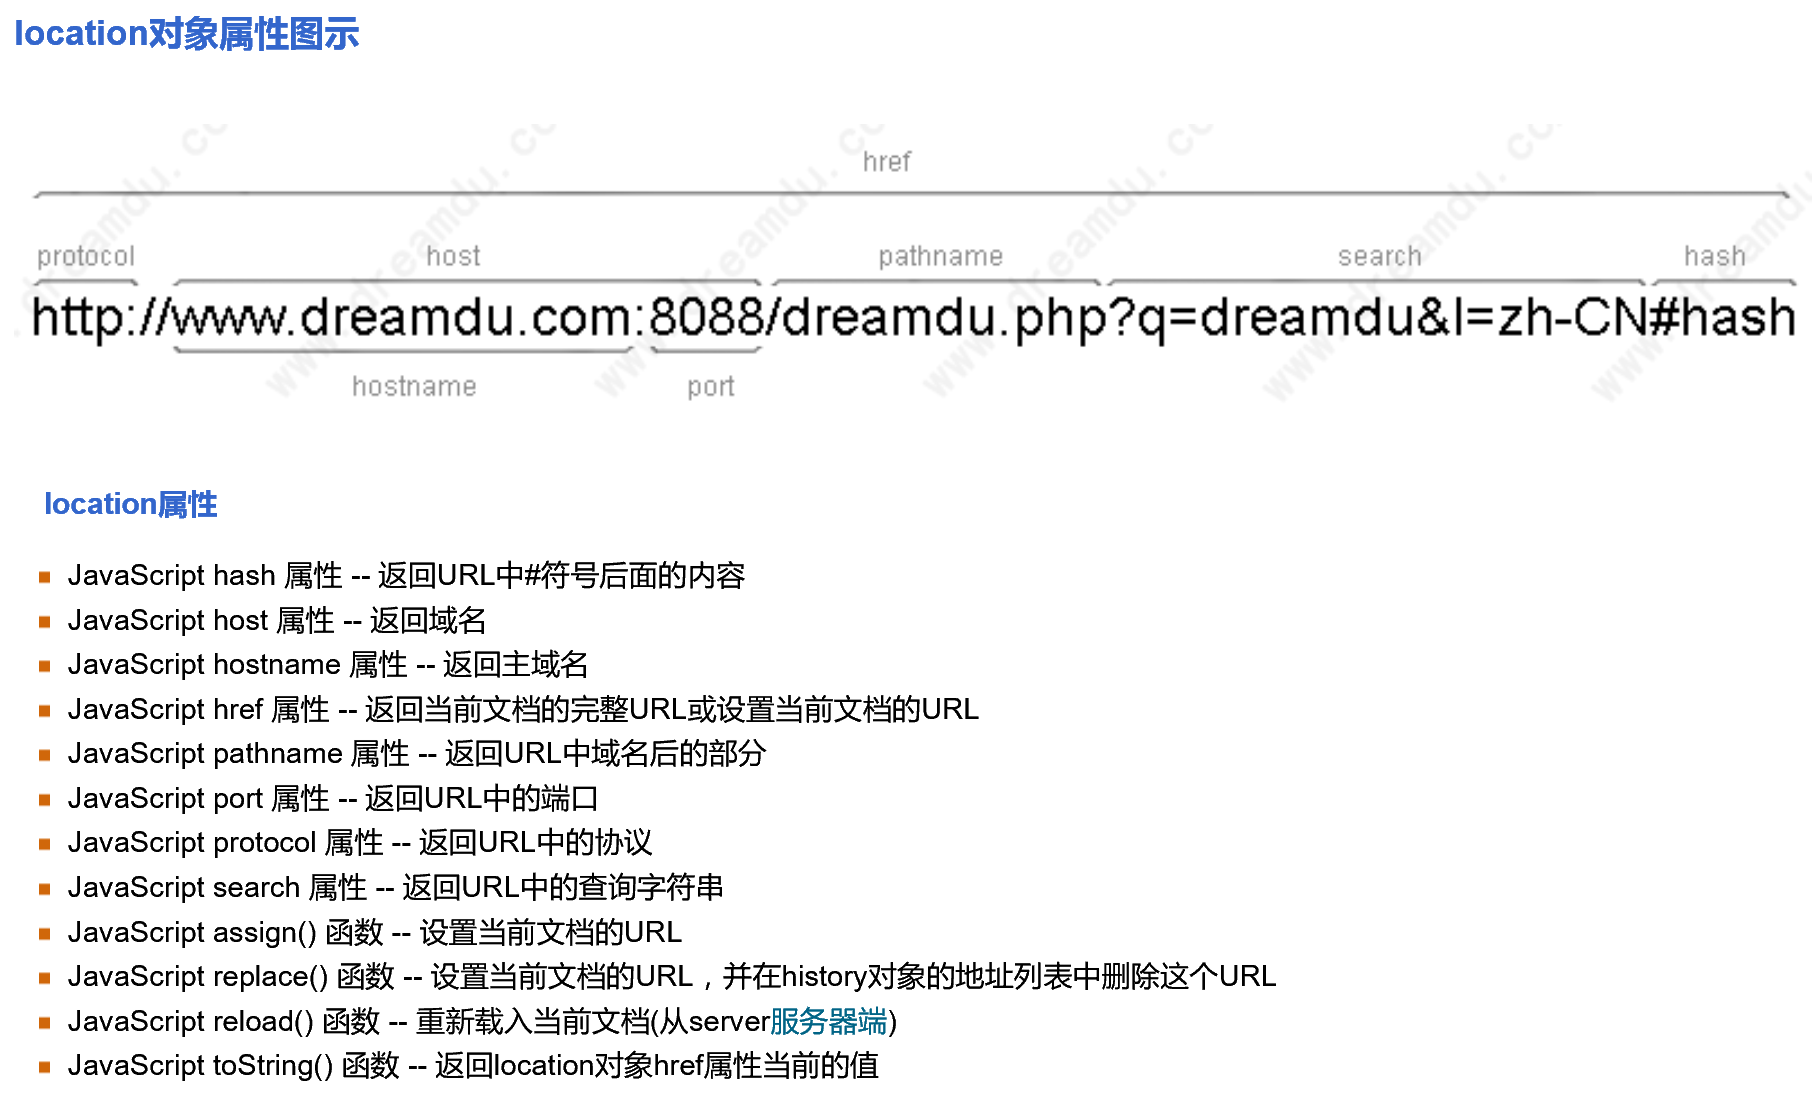 location对象属性图示
href
protocol host pathname search hash
http://www.dreamdu.com:8088/dreamdu.php?q=dreamdu&l=zh-CN#hash
hostname port
location属性
JavaScript hash 属性 -- 返回URL中#符号后面的内容
JavaScript host 属性 -- 返回域名
JavaScript hostname 属性 -- 返回主域名
JavaScript href 属性 -- 返回当前文档的完整URL或设置当前文档的URL
JavaScript pathname 属性 -- 返回URL中域名后的部分
JavaScript port 属性 -- 返回URL中的端口
JavaScript protocol 属性 -- 返回URL中的协议
JavaScript search 属性 -- 返回URL中的查询字符串
JavaScript assign() 函数 -- 设置当前文档的URL
JavaScript replace() 函数 -- 设置当前文档的URL，并在history对象的地址列表中删除这个URL
JavaScript reload() 函数 -- 重新载入当前文档(从server服务器端)
JavaScript toString() 函数 -- 返回location对象href属性当前的值